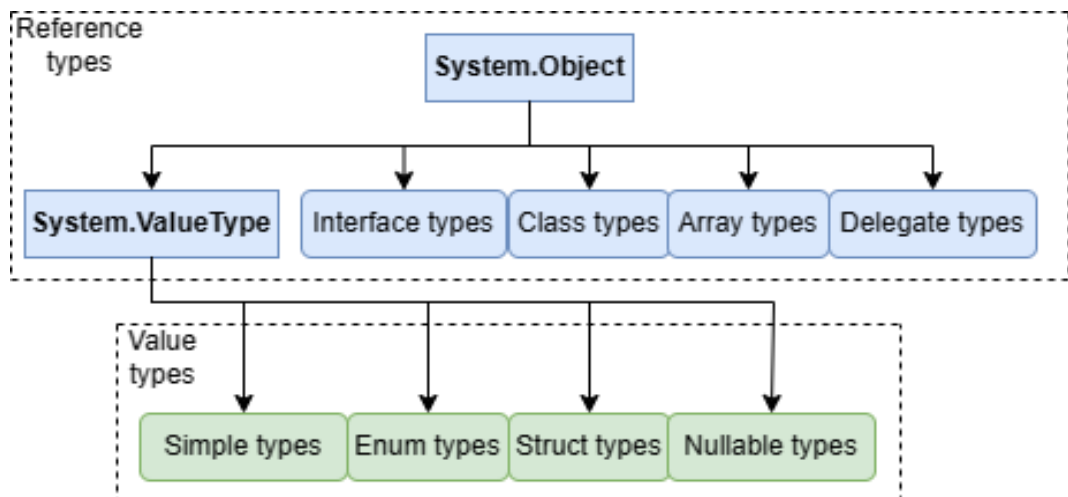 Reference
types
System.Object
System.ValueType
Interface types
Class types
Array types
Delegate types
Value
types
Simple types
Enum types
Struct types
Nullable types